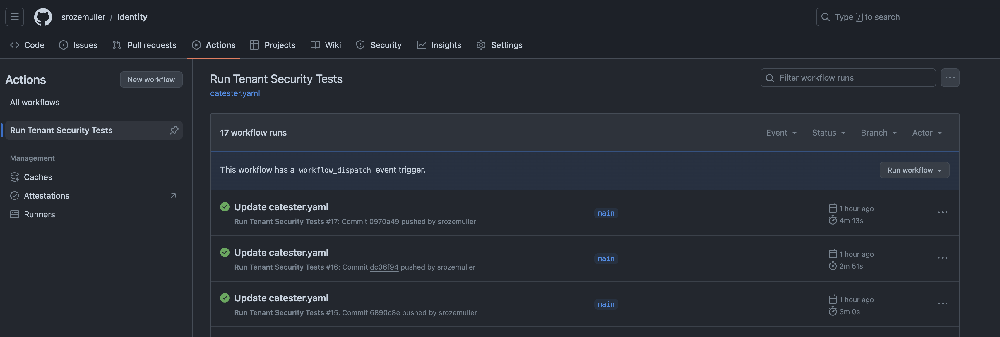 srozemuller / Identity
Type / to search
Code
Issues
Pull requests
Actions
Projects
Wiki
Security
Insights
Settings
Actions
New workflow
All workflows
Run Tenant Security Tests
Management
Caches
Attestations
Runners
Run Tenant Security Tests
catester.yaml
Filter workflow runs
17 workflow runs
Event
Status
Branch
Actor
This workflow has a workflow_dispatch event trigger.
Run workflow
Update catester.yaml
Run Tenant Security Tests #17: Commit 0970a49 pushed by srozemuller
main
1 hour ago
4m 13s
Update catester.yaml
Run Tenant Security Tests #16: Commit dc06f94 pushed by srozemuller
main
1 hour ago
2m 51s
Update catester.yaml
Run Tenant Security Tests #15: Commit 6890c8e pushed by srozemuller
main
1 hour ago
3m 0s